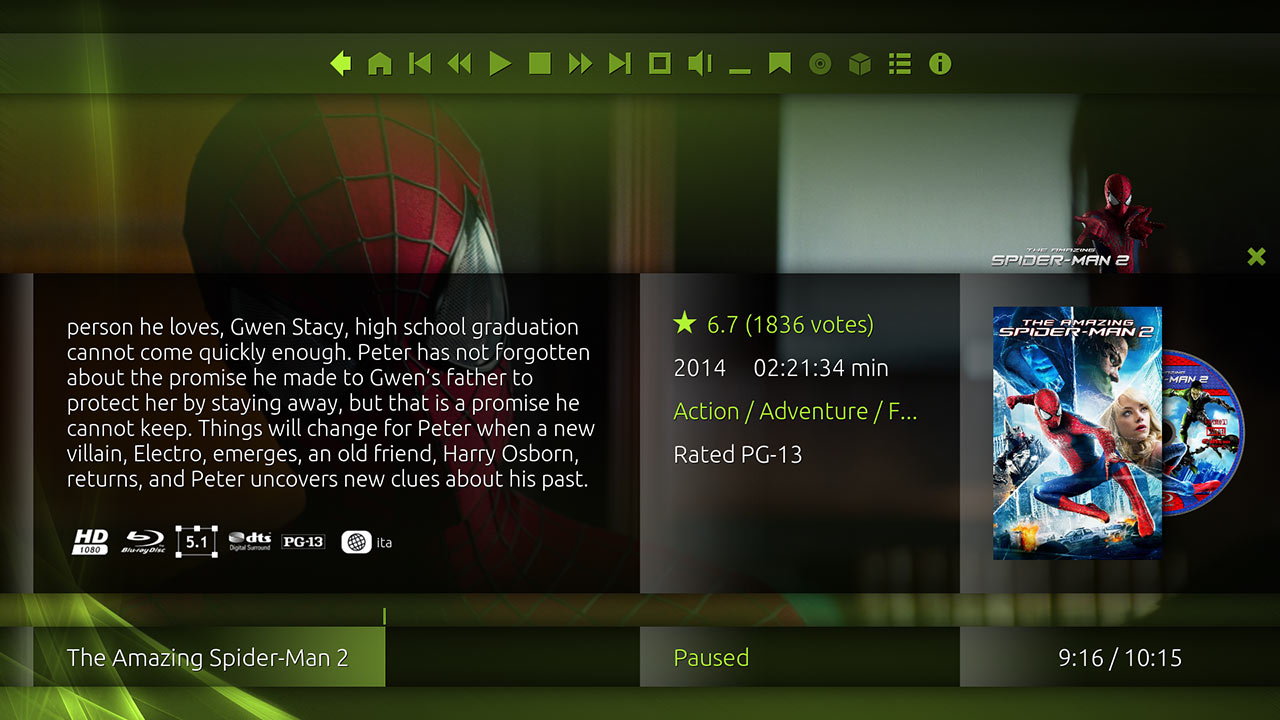 THE AMAZING
SPIDER-MAN 2
person he loves, Gwen Stacy, high school graduation
cannot come quickly enough. Peter has not forgotten
about the promise he made to Gwen's father to
protect her by staying away, but that is a promise he
cannot keep. Things will change for Peter when a new
villain, Electro, emerges, an old friend, Harry Osborn,
returns, and Peter uncovers new clues about his past.
HD
1080
Blu-ray Disc
5.1
dts
Digital Surround
PG-13
ita
6.7 (1836 votes)
2014 02:21:34 min
Action / Adventure / F...
Rated PG-13
THE AMAZING
SPIDER-MAN 2
-MAN 2
The Amazing Spider-Man 2
Paused
9:16 / 10:15